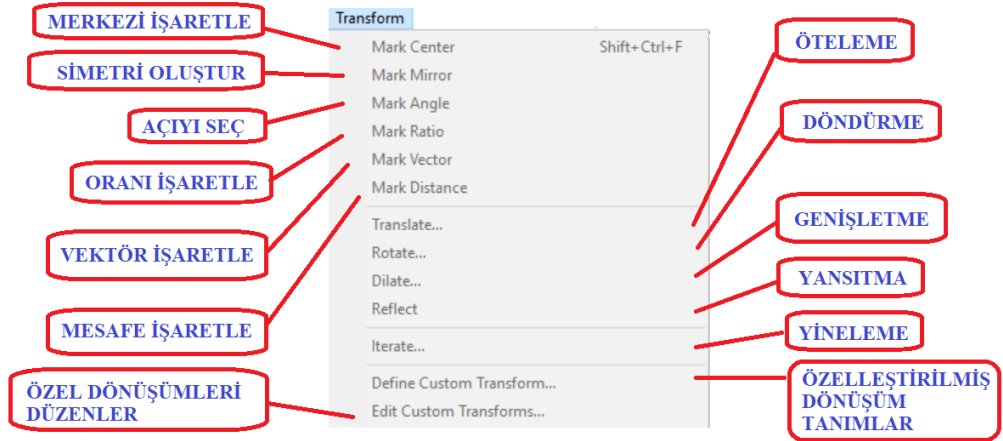 MERKEZİ İŞARETLE
SİMETRİ OLUŞTUR
AÇIYI SEÇ
ORANI İŞARETLE
VEKTÖR İŞARETLE
MESAFE İŞARETLE
ÖZEL DÖNÜŞÜMLERİ
DÜZENLER
Transform
Mark Center Shift+Ctrl+F
Mark Mirror
Mark Angle
Mark Ratio
Mark Vector
Mark Distance
Translate...
Rotate...
Dilate...
Reflect
Iterate...
Define Custom Transform...
Edit Custom Transforms...
ÖTELEME
DÖNDÜRME
GENİŞLETME
YANSITMA
YİNELEME
ÖZELLEŞTİRİLMİŞ
DÖNÜŞÜM
TANIMLAR